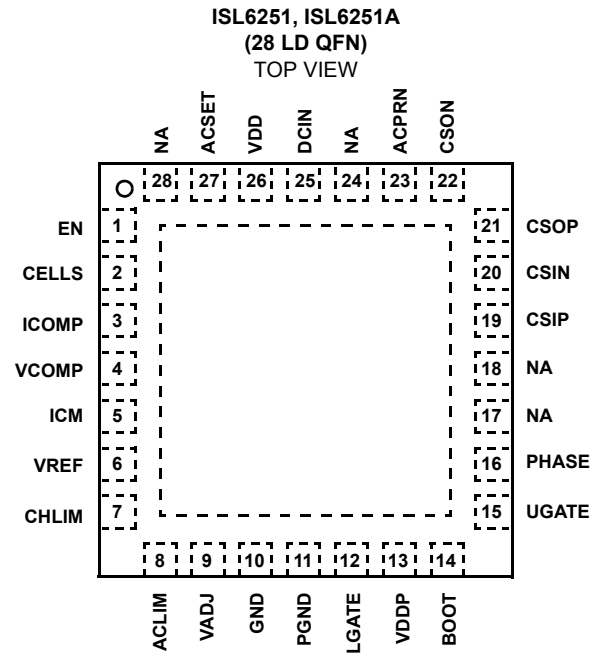 ISL6251, ISL6251A
(28 LD QFN)
TOP VIEW
NA
ACSET
VDD
DCIN
NA
ACPRN
CSON
28
27
26
25
24
23
22
EN
1
21
CSOP
CELLS
2
20
CSIN
ICOMP
3
19
CSIP
VCOMP
4
18
NA
ICM
5
17
NA
VREF
6
16
PHASE
CHLIM
7
15
UGATE
8
9
10
11
12
13
14
ACLIM
VADJ
GND
PGND
LGATE
VDDP
BOOT